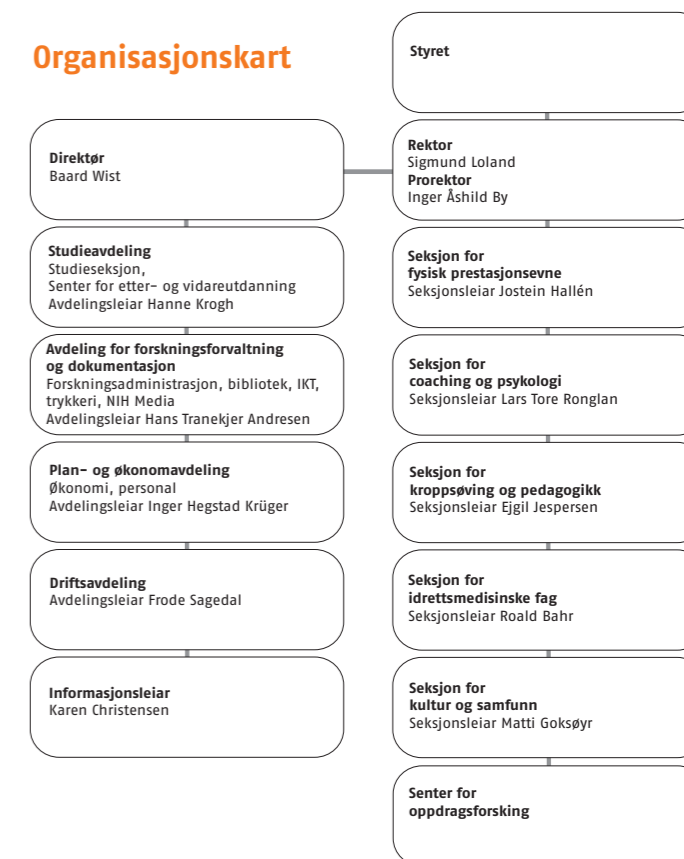 Organisasjonskart
Styret
Direktør
Baard Wist
Rektor
Sigmund Loland
Prorektor
Inger Åshild By
Studieavdeling
Studieseksjon,
Senter for etter- og vidareutdanning
Avdelingsleiar Hanne Krogh
Avdeling for forskningsforvaltning
og dokumentasjon
Forskningsadministrasjon, bibliotek, IKT,
trykkeri, NIH Media
Avdelingsleiar Hans Tranekjer Andresen
Plan- og økonomavdeling
Økonomi, personal
Avdelingsleiar Inger Hegstad Krüger
Driftsavdeling
Avdelingsleiar Frode Sagedal
Informasjonsleiar
Karen Christensen
Seksjon for
fysisk prestasjonsevne
Seksjonsleiar Jostein Hallén
Seksjon for
coaching og psykologi
Seksjonsleiar Lars Tore Ronglan
Seksjon for
kroppsøving og pedagogikk
Seksjonsleiar Ejgil Jespersen
Seksjon for
idrettsmedisinske fag
Seksjonsleiar Roald Bahr
Seksjon for
kultur og samfunn
Seksjonsleiar Matti Goksøyr
Senter for
oppdragsforsking